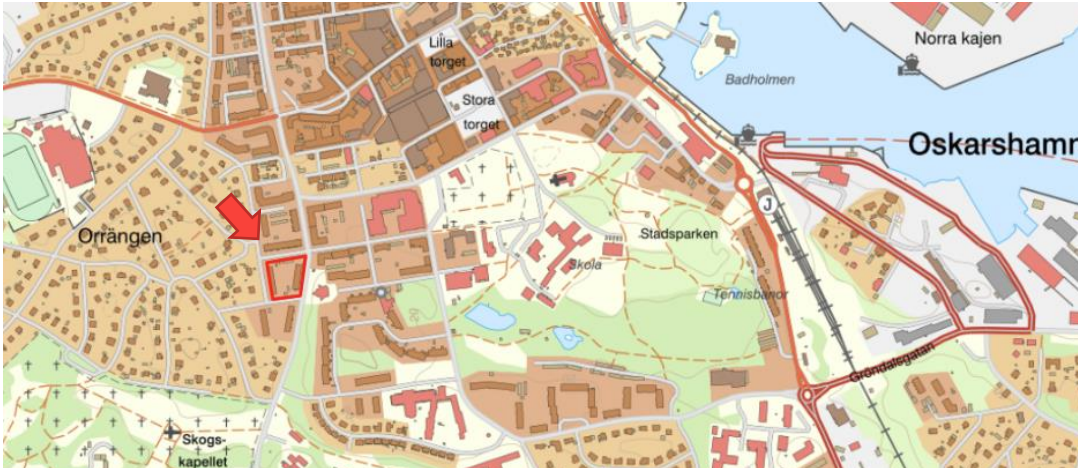 Lilla
torget
Norra kajen
Badholmen
Stora
torget
Oskarshamn
Orrängen
J
Stadsparken
Skola
Tennisbanor
Gröndalsgatan
Skogs-
kapellet